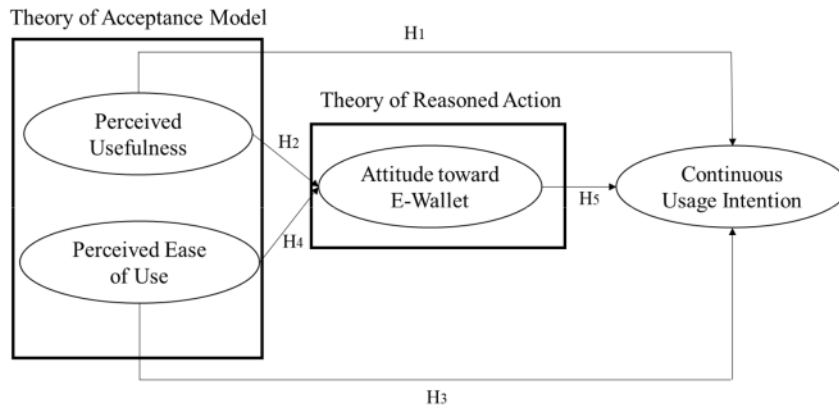 Theory of Acceptance Model
H1
Theory of Reasoned Action
Perceived
Usefulness
H2
Attitude toward
E-Wallet
Continuous
Usage Intention
H5
H4
Perceived Ease
of Use
H3